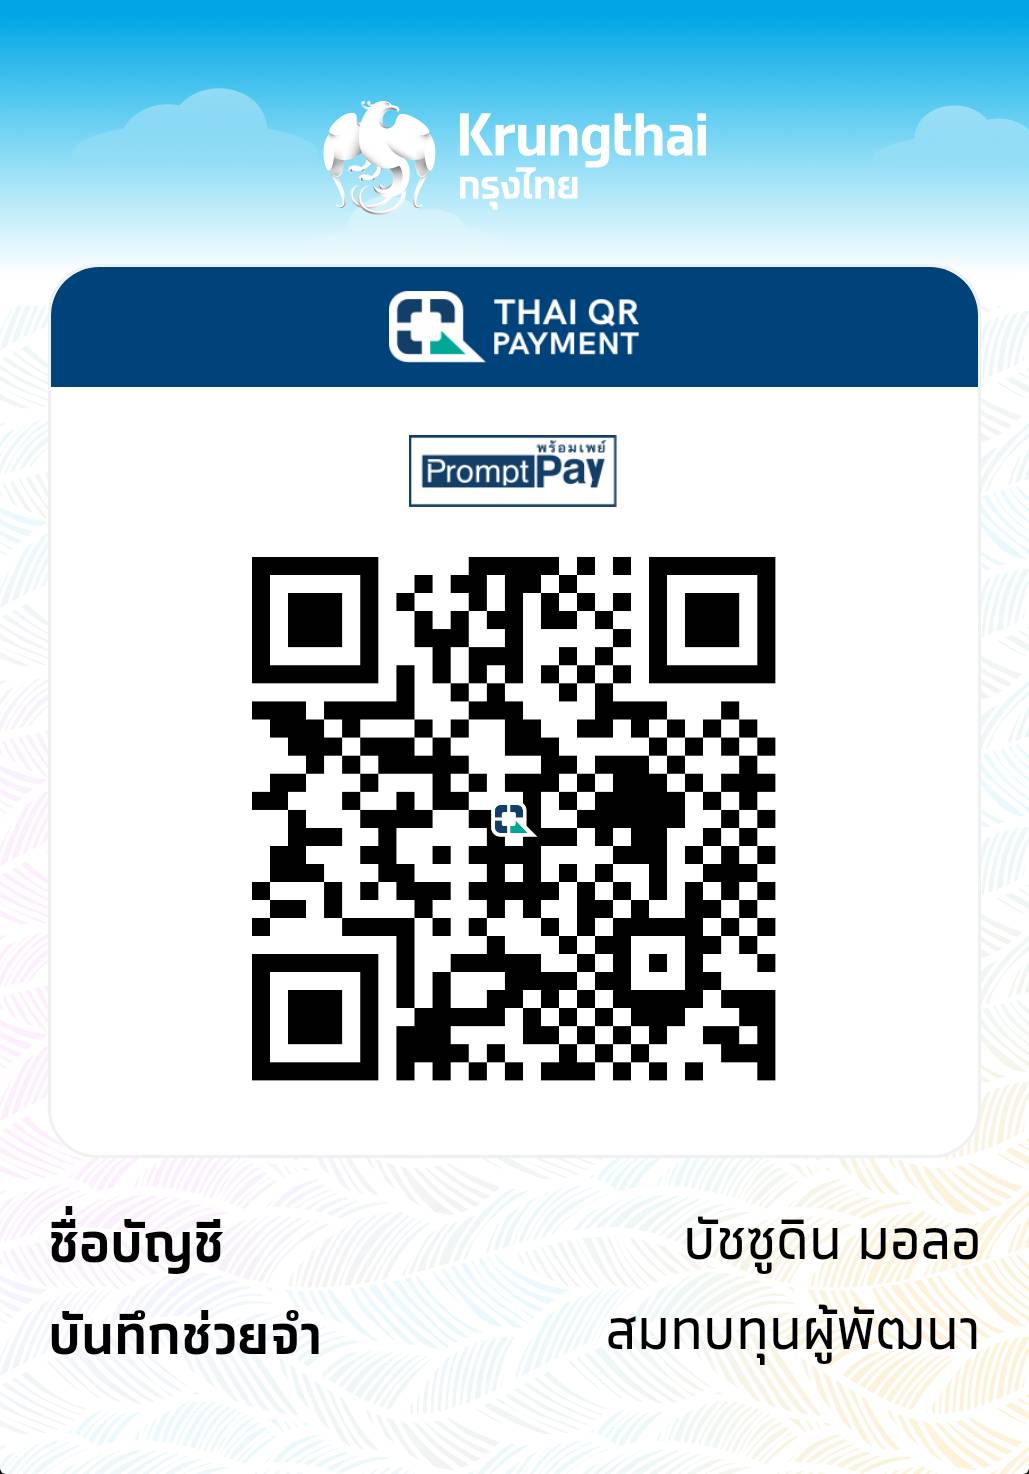 Krungthai
กรุงไทย
THAI QR
PAYMENT
พร้อมเพย์
PromptPay
ชื่อบัญชี บัซซูดิน มอลอ
บันทึกช่วยจำ สมทบทุนผู้พัฒนา